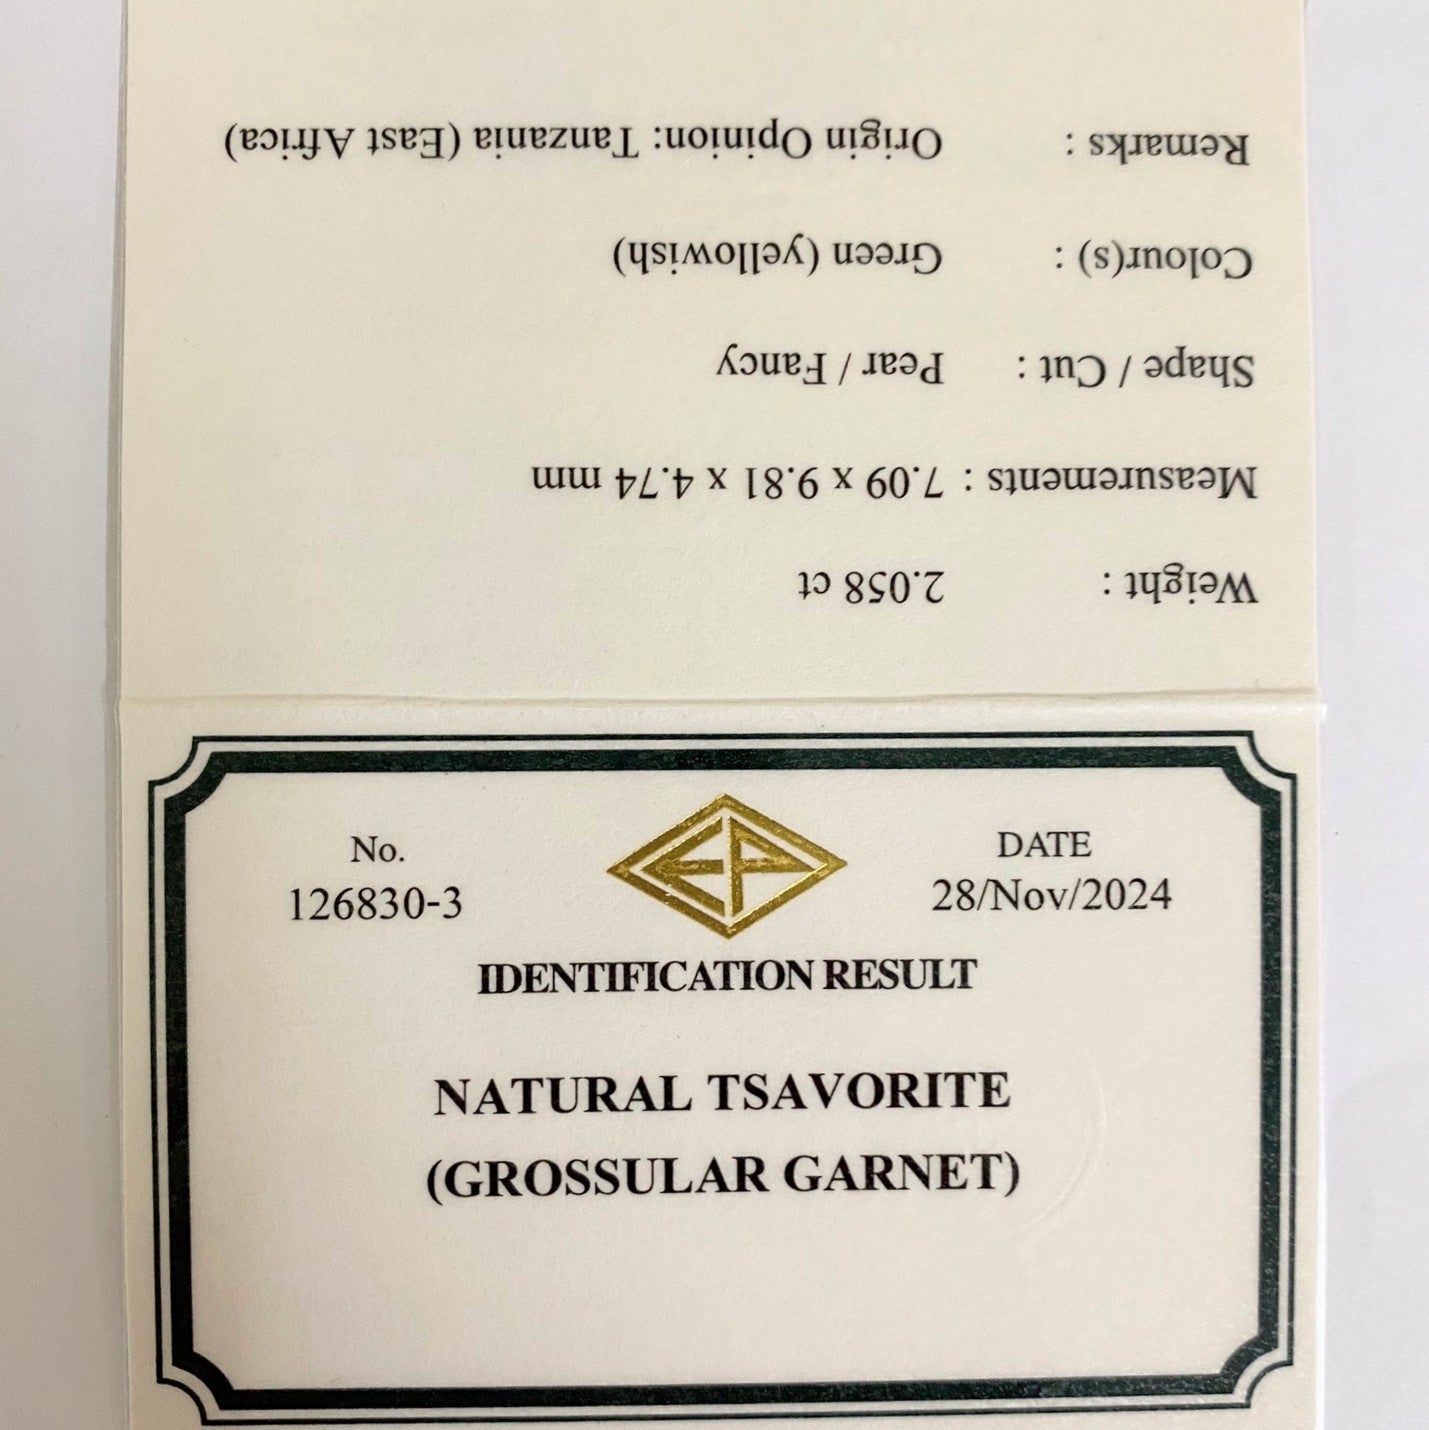 Weight : 2.058 ct
Measurements : 7.09 x 9.81 x 4.74 mm
Shape / Cut : Pear / Fancy
Colour(s) : Green (yellowish)
Remarks : Origin Opinion: Tanzania (East Africa)
No. DATE
126830-3 28/Nov/2024
EP
IDENTIFICATION RESULT
NATURAL TSAVORITE
(GROSSULAR GARNET)